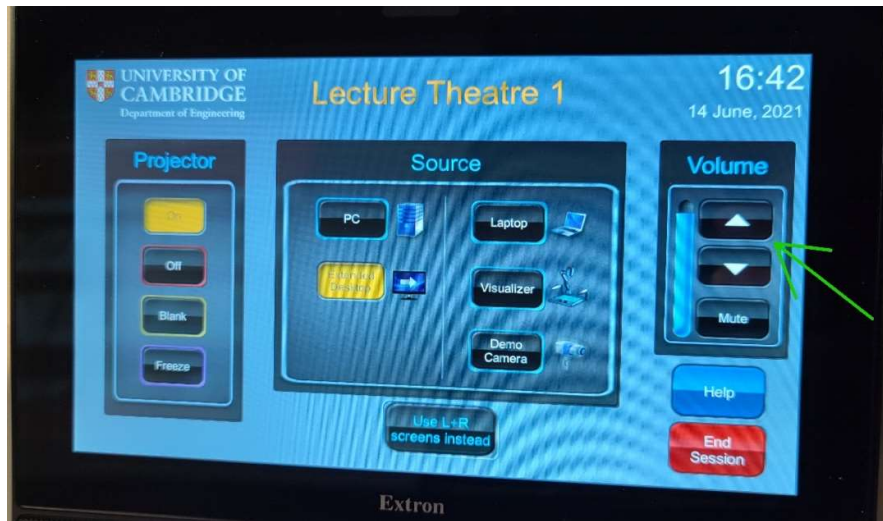 UNIVERSITY OF
CAMBRIDGE
Department of Engineering
Lecture Theatre 1
16:42
14 June, 2021
Projector
On
Off
Blank
Freeze
Source
PC
Extended
Desktop
Laptop
Visualizer
Demo
Camera
Volume
Mute
Use L+R
screens instead
Help
End
Session
Extron